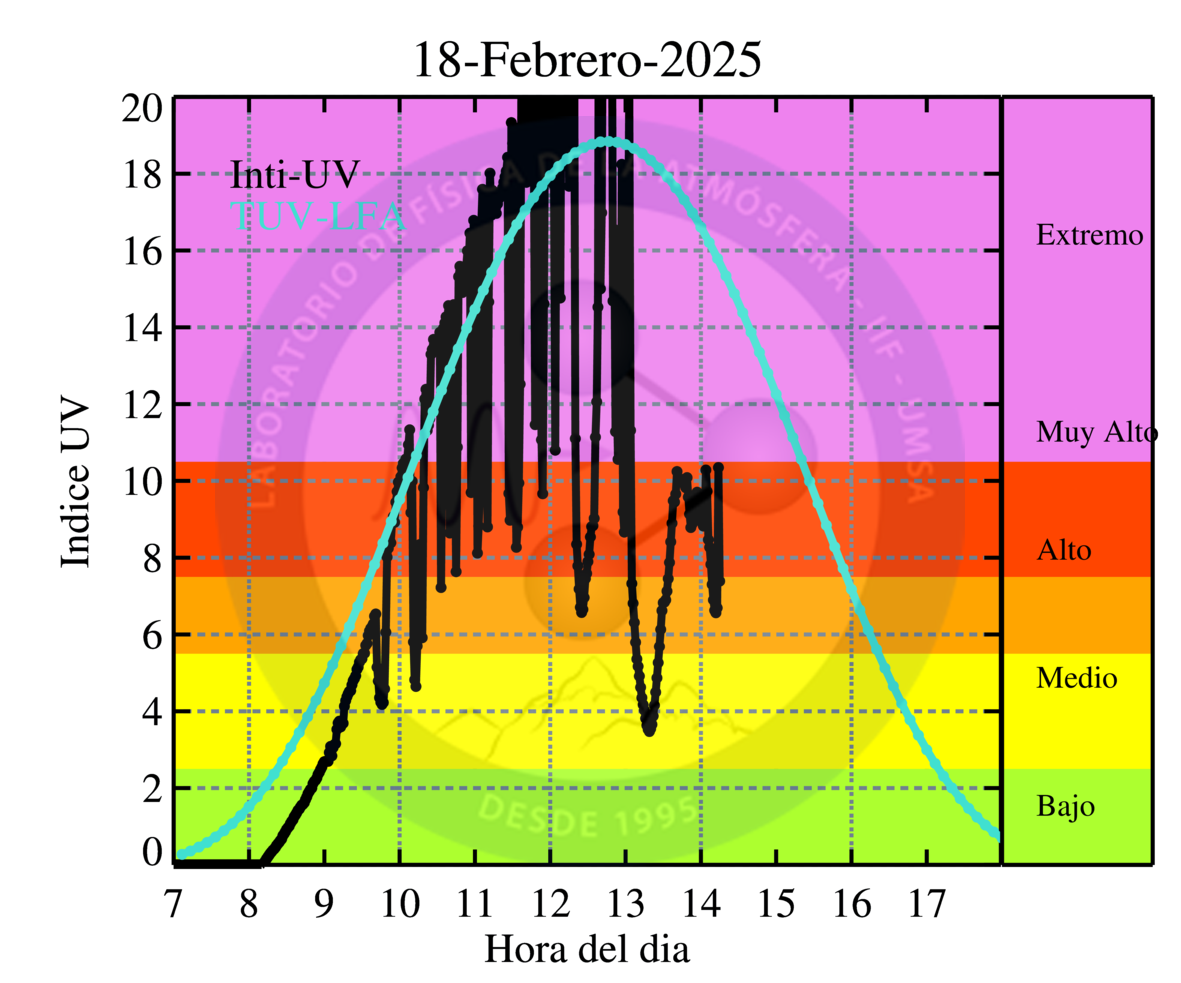 18-Febrero-2025
20
18
16
14
12
10
8
6
4
2
0
Indice UV
Inti-UV
TUV-LFA
LABORATORIO DE FÍSICA DE LA ATMÓSFERA - IIF - UMSA
DESDE 1995
Extremo
Muy Alto
Alto
Medio
Bajo
7 8 9 10 11 12 13 14 15 16 17
Hora del dia